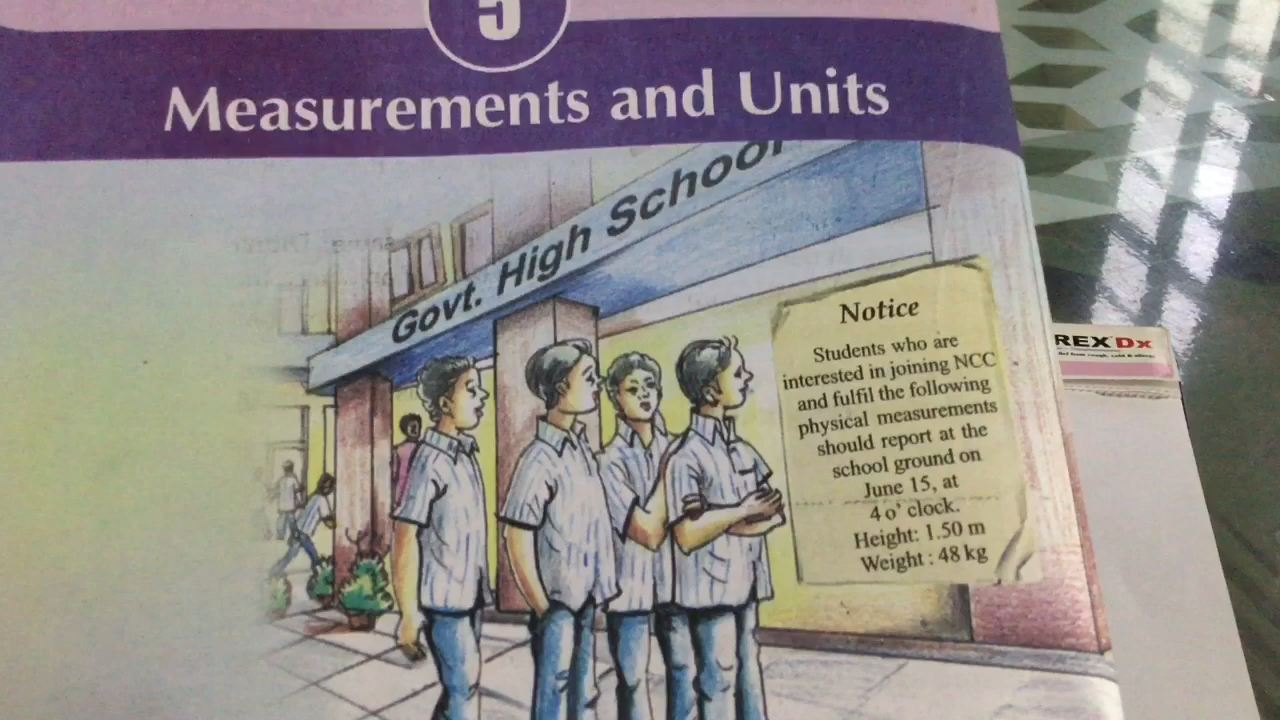 5
Measurements and Units
Govt. High School
Notice
Students who are
interested in joining NCC
and fulfil the following
physical measurements
should report at the
school ground on
June 15, at
4 o' clock.
Height: 1.50 m
Weight : 48 kg
REX Dx